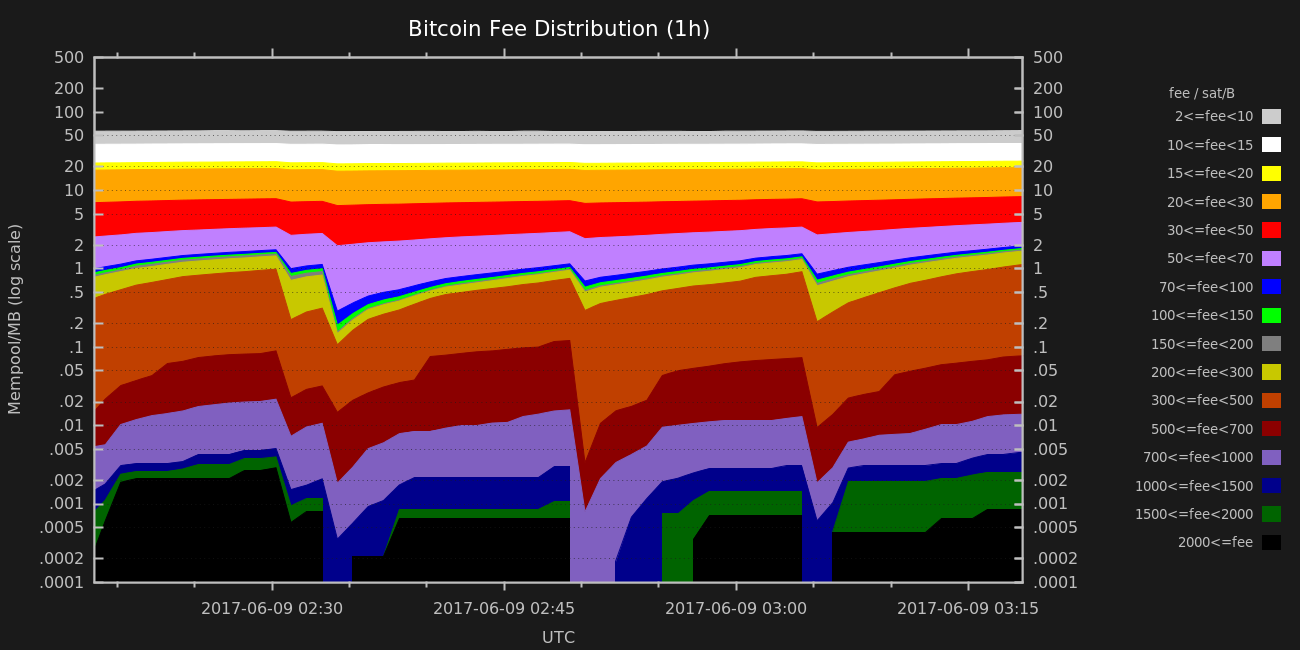 Bitcoin Fee Distribution (1h)
500
200
100
50
20
10
5
2
1
.5
.2
.1
.05
.02
.01
.005
.002
.001
.0005
.0002
.0001
Mempool/MB (log scale)
500
200
100
50
20
10
5
2
1
.5
.2
.1
.05
.02
.01
.005
.002
.001
.0005
.0002
.0001
2017-06-09 02:30
2017-06-09 02:45
2017-06-09 03:00
2017-06-09 03:15
UTC
fee / sat/B
2<=fee<10
10<=fee<15
15<=fee<20
20<=fee<30
30<=fee<50
50<=fee<70
70<=fee<100
100<=fee<150
150<=fee<200
200<=fee<300
300<=fee<500
500<=fee<700
700<=fee<1000
1000<=fee<1500
1500<=fee<2000
2000<=fee